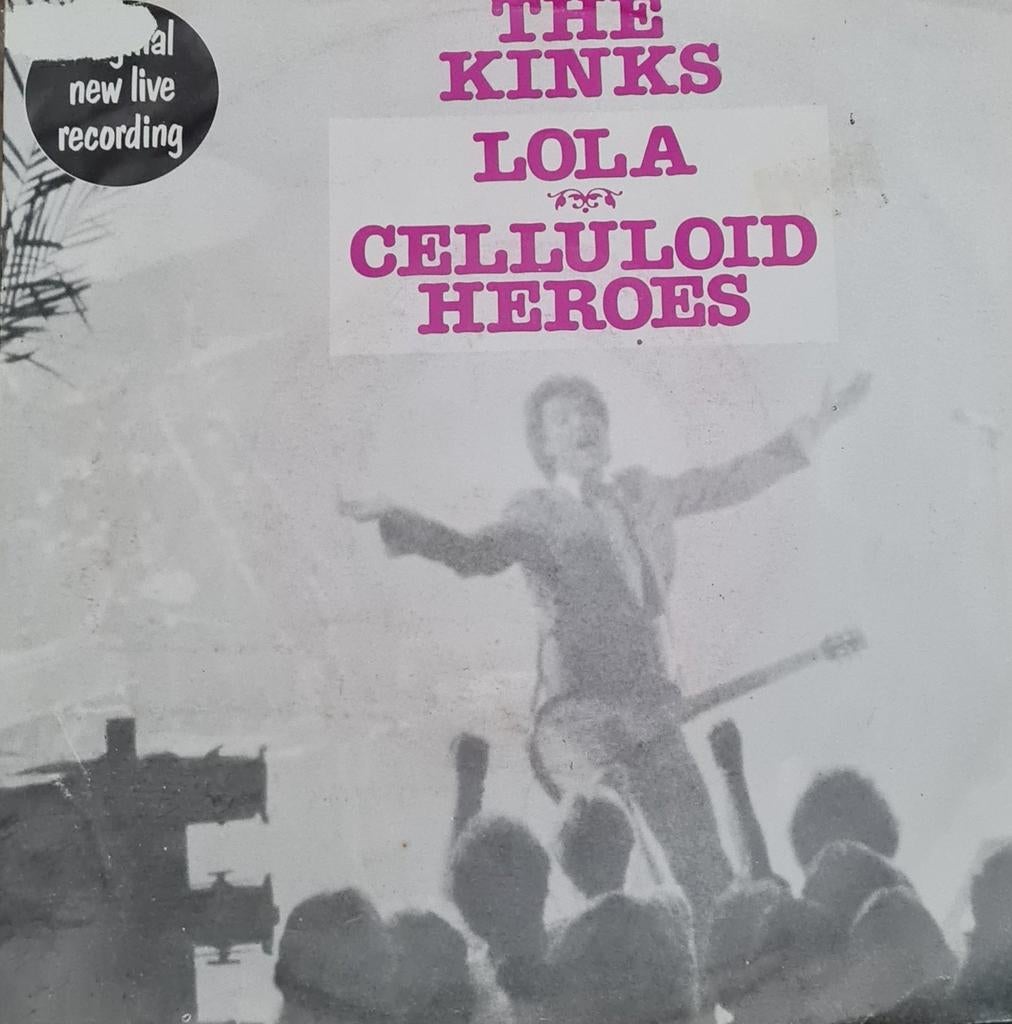 new live
recording
THE
KINKS
LOLA
CELLULOID
HEROES